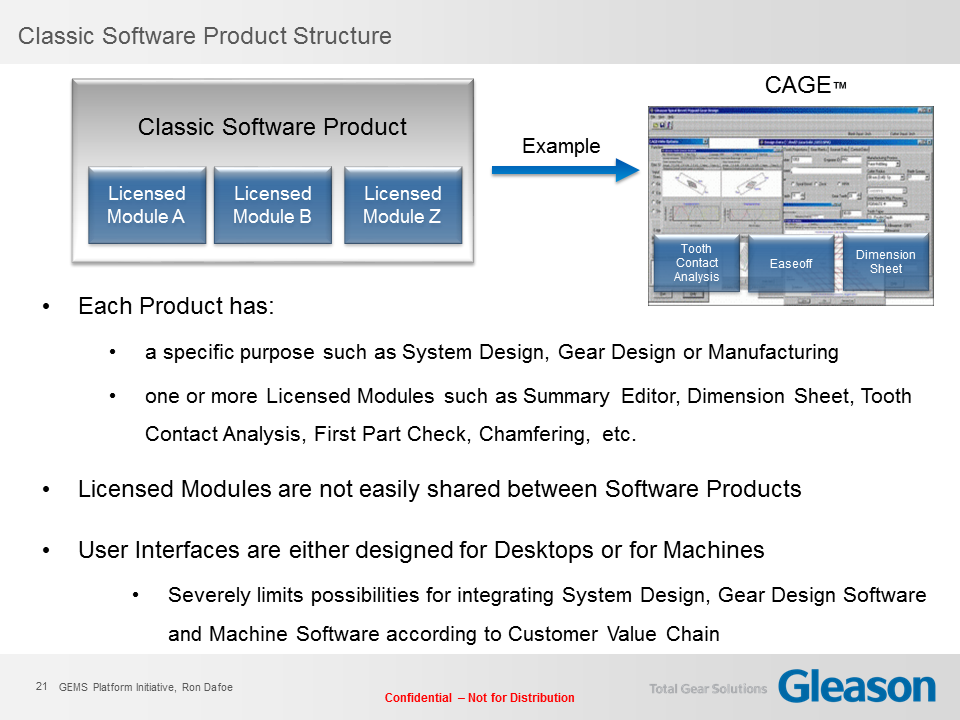 Classic Software Product Structure
CAGE™
Classic Software Product
Example
Licensed
Module A
Licensed
Module B
Licensed
Module Z
Tooth
Contact
Analysis
Easeoff
Dimension
Sheet
• Each Product has:
• a specific purpose such as System Design, Gear Design or Manufacturing
• one or more Licensed Modules such as Summary Editor, Dimension Sheet, Tooth
Contact Analysis, First Part Check, Chamfering, etc.
• Licensed Modules are not easily shared between Software Products
• User Interfaces are either designed for Desktops or for Machines
• Severely limits possibilities for integrating System Design, Gear Design Software
and Machine Software according to Customer Value Chain
21 GEMS Platform Initiative, Ron Dafoe
Confidential – Not for Distribution
Total Gear Solutions
Gleason